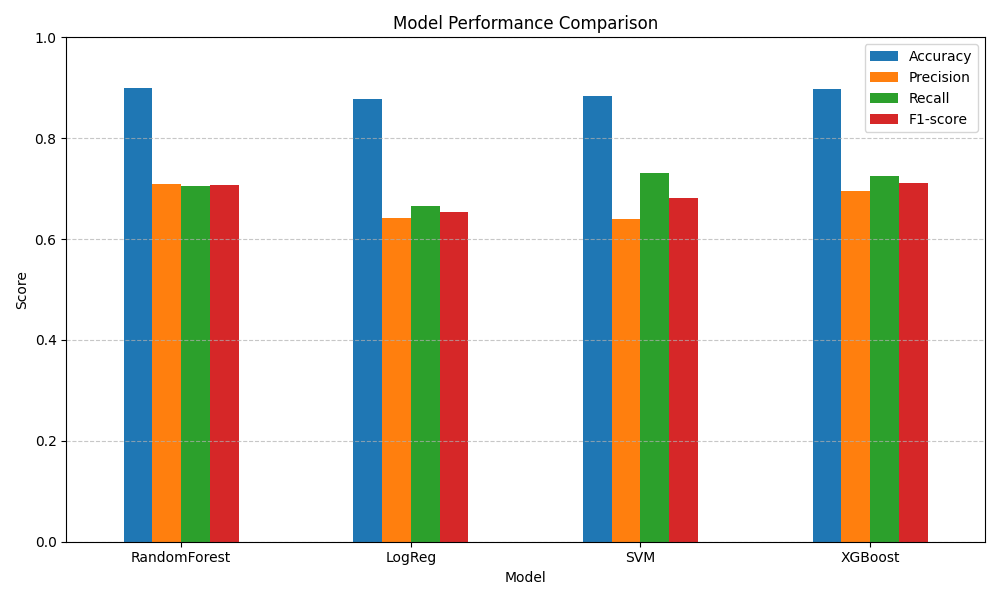 Model Performance Comparison
1.0
0.8
0.6
0.4
0.2
0.0
Score
Accuracy
Precision
Recall
F1-score
RandomForest
LogReg
SVM
XGBoost
Model